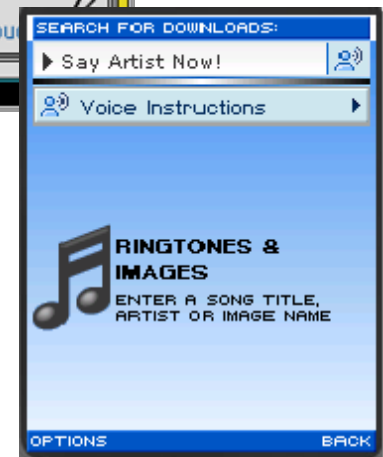 SEARCH FOR DOWNLOADS:
Say Artist Now!
Voice Instructions
RINGTONES &
IMAGES
ENTER A SONG TITLE,
ARTIST OR IMAGE NAME
OPTIONS BACK